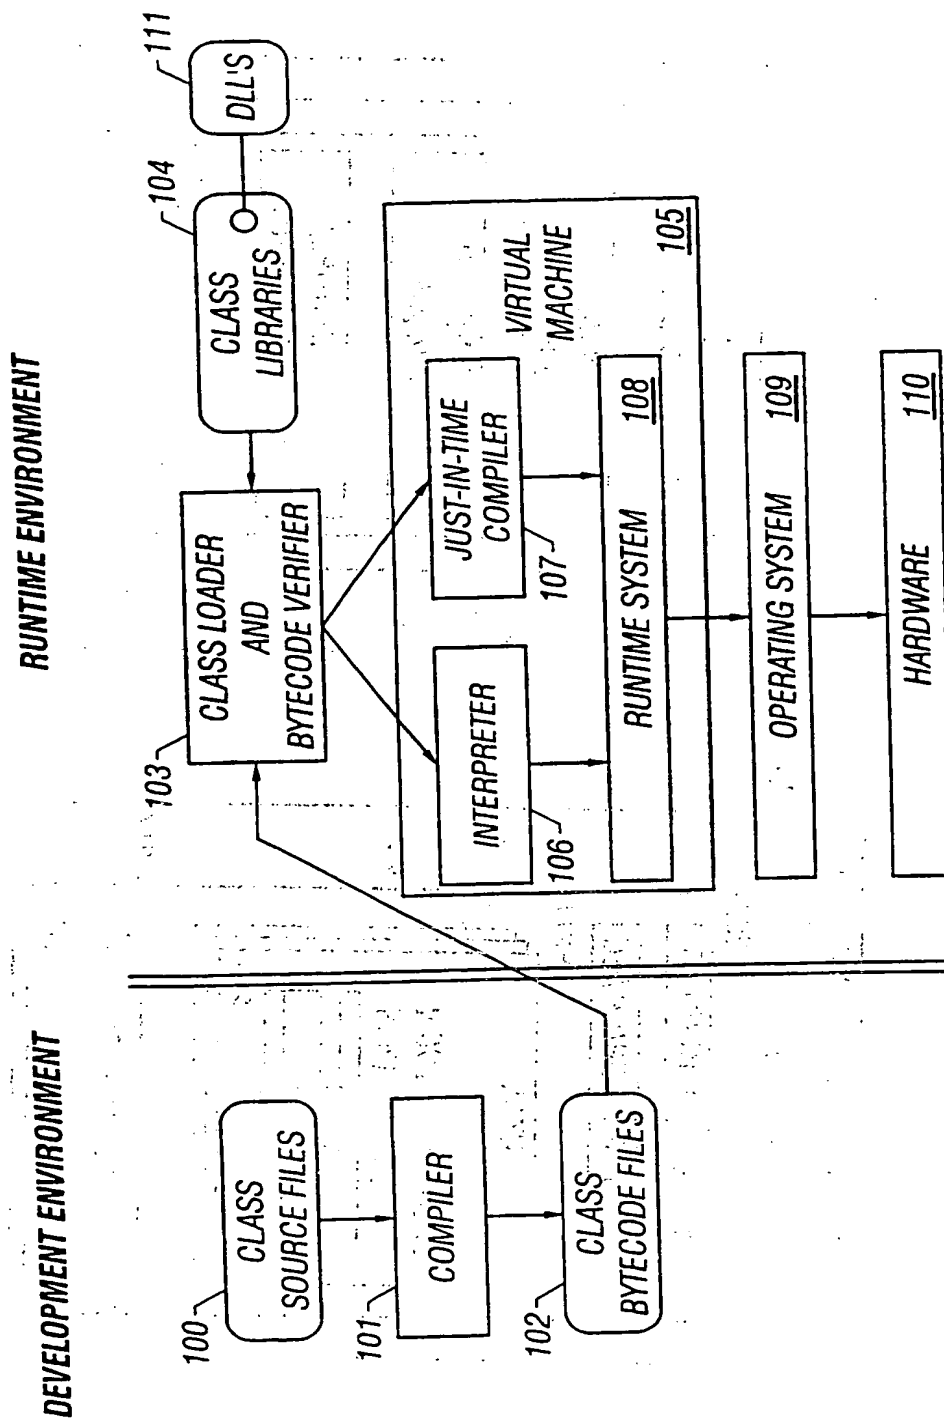 DEVELOPMENT ENVIRONMENT
100
CLASS
SOURCE FILES
101
COMPILER
102
CLASS
BYTECODE FILES
RUNTIME ENVIRONMENT
103
CLASS LOADER
AND
BYTECODE VERIFIER
104
CLASS
LIBRARIES
111
DLL'S
VIRTUAL
MACHINE
105
INTERPRETER
106
JUST-IN-TIME
COMPILER
107
RUNTIME SYSTEM
108
OPERATING SYSTEM
109
HARDWARE
110